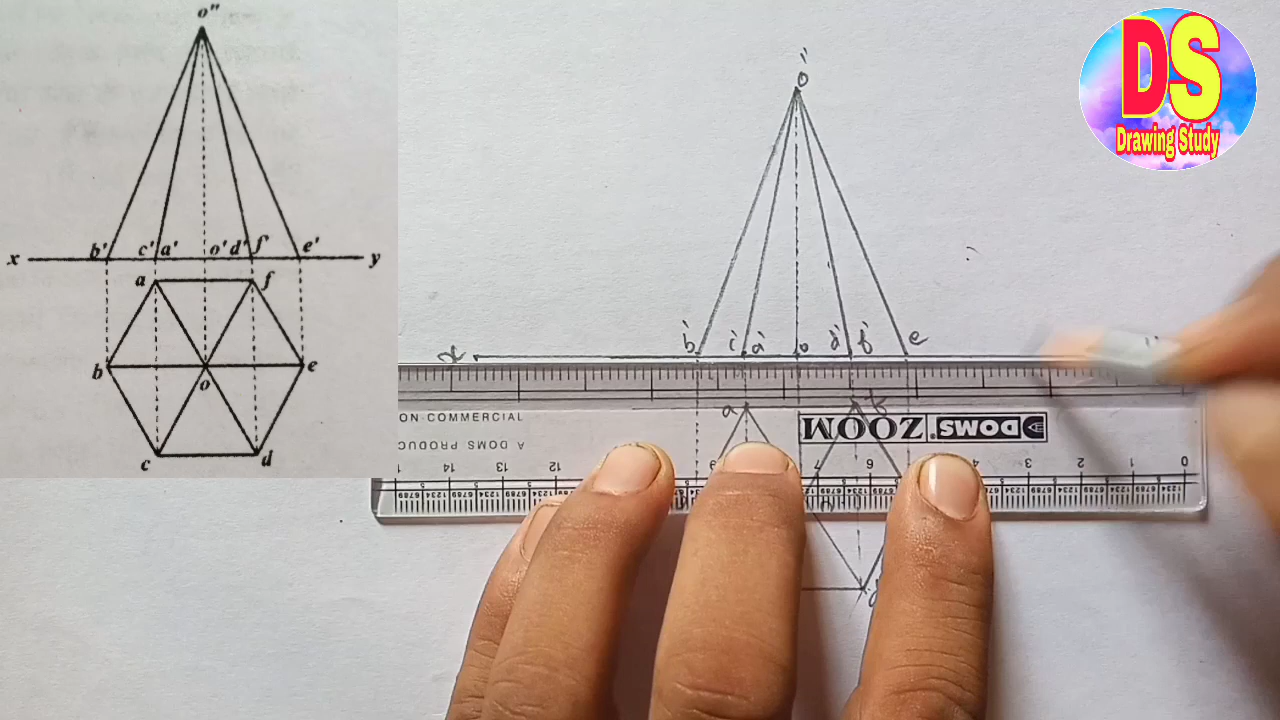 o"
b' c' a' o' d' f' e'
x y
a f
b o e
c d
o"
b' c' a' o d' f' e
x
a f
d
ON-COMMERCIAL
A DOMS PRODUC
DOMS ZOOM
1 14 13 12 9 7 6 4 3 2 1 0
DS
Drawing Study